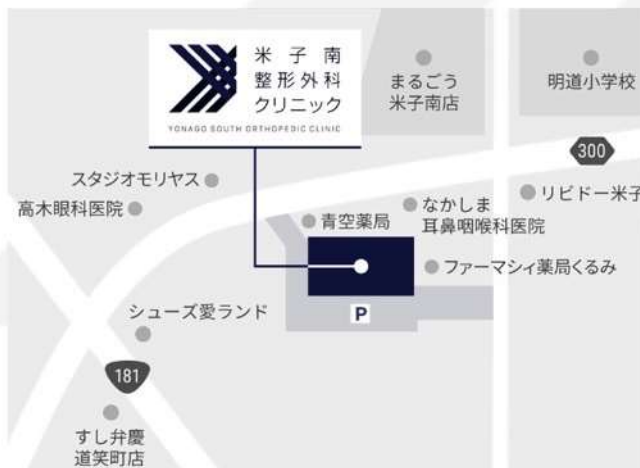 米子南
整形外科
クリニック
YONAGO SOUTH ORTHOPEDIC CLINIC
まるごう
米子南店
明道小学校
300
スタジオモリヤス
高木眼科医院
リビドー米子
なかしま
耳鼻咽喉科医院
青空薬局
ファーマシィ薬局くるみ
P
シューズ愛ランド
181
すし弁慶
道笑町店